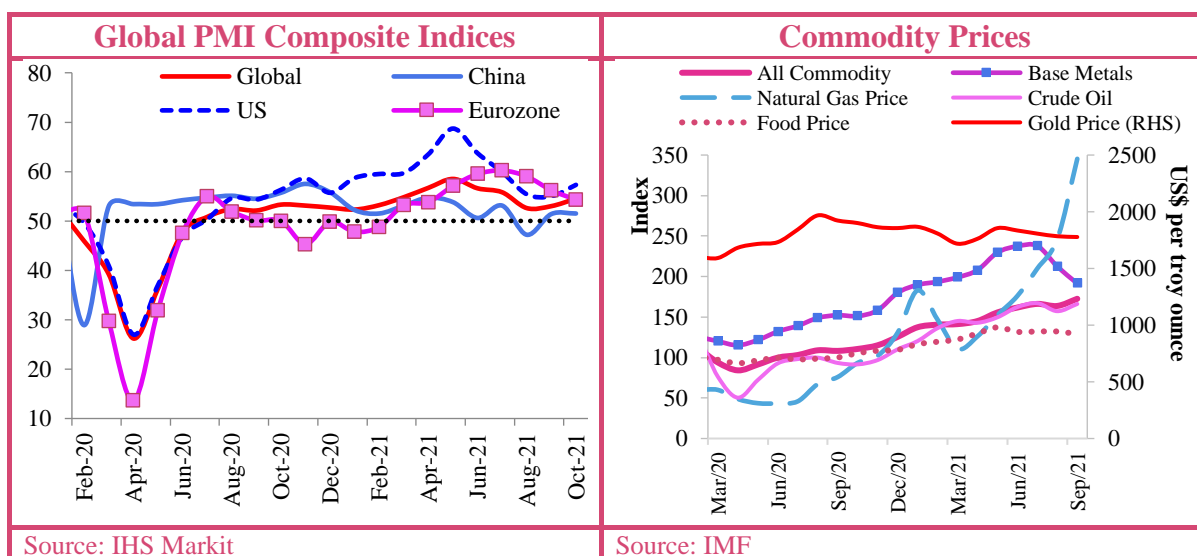 Global PMI Composite Indices
80
70
60
50
40
30
20
10
Global
China
US
Eurozone
Feb-20
Apr-20
Jun-20
Aug-20
Oct-20
Dec-20
Feb-21
Apr-21
Jun-21
Aug-21
Oct-21
Source: IHS Markit
Commodity Prices
All Commodity
Base Metals
Natural Gas Price
Crude Oil
Food Price
Gold Price (RHS)
350
300
250
200
150
100
50
0
Index
2500
2000
1500
1000
500
0
US$ per troy ounce
Mar/20
Jun/20
Sep/20
Dec/20
Mar/21
Jun/21
Sep/21
Source: IMF